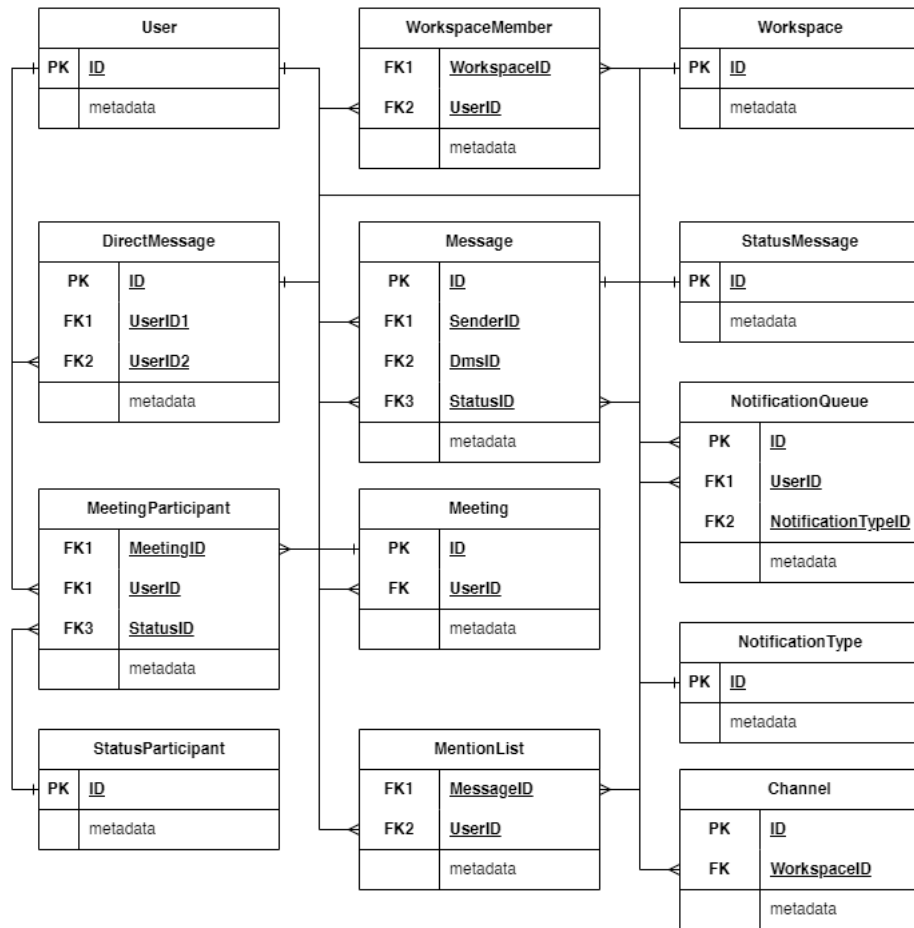 User
PK ID
metadata
WorkspaceMember
FK1 WorkspaceID
FK2 UserID
metadata
Workspace
PK ID
metadata
DirectMessage
PK ID
FK1 UserID1
FK2 UserID2
metadata
Message
PK ID
FK1 SenderID
FK2 DmsID
FK3 StatusID
metadata
StatusMessage
PK ID
metadata
NotificationQueue
PK ID
FK1 UserID
FK2 NotificationTypeID
metadata
MeetingParticipant
FK1 MeetingID
FK1 UserID
FK3 StatusID
metadata
Meeting
PK ID
FK UserID
metadata
NotificationType
PK ID
metadata
StatusParticipant
PK ID
metadata
MentionList
FK1 MessageID
FK2 UserID
metadata
Channel
PK ID
FK WorkspaceID
metadata